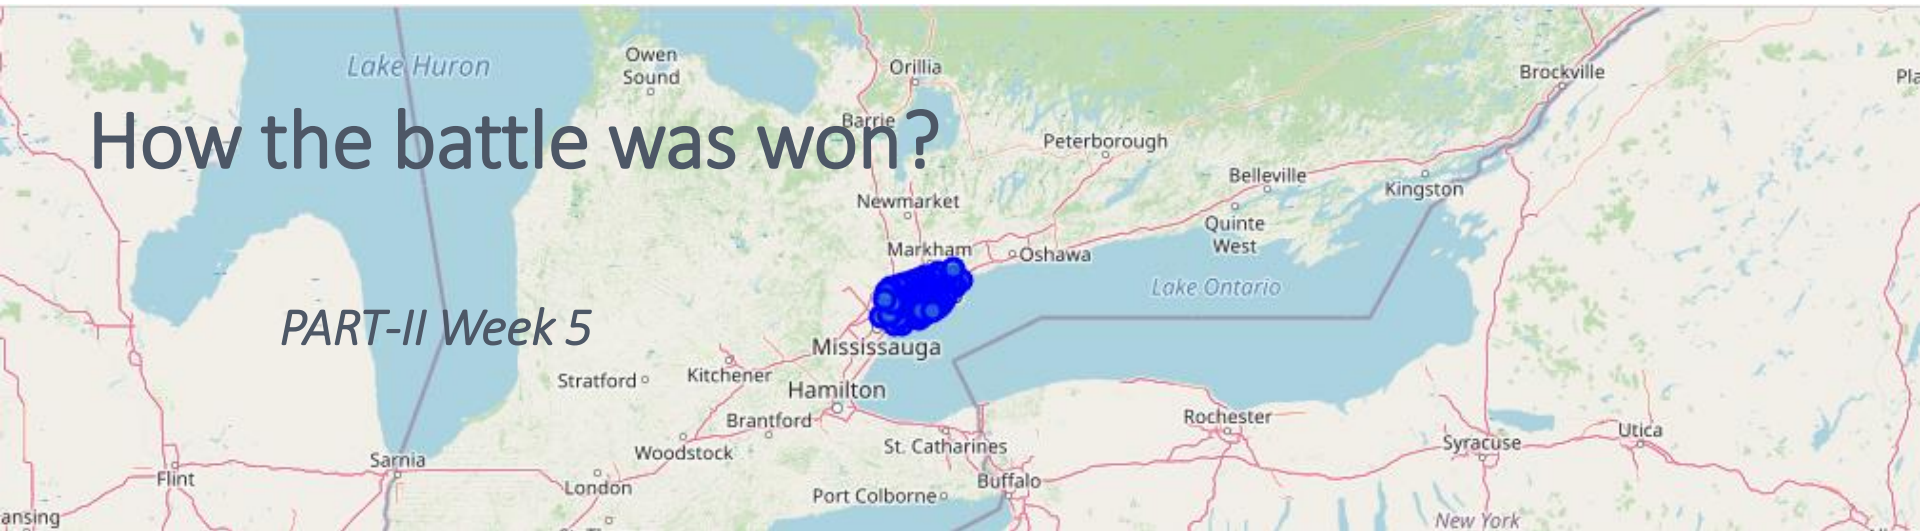 Lake Huron
Owen
Sound
Orillia
Brockville
How the battle was won?
Barrie
Peterborough
Belleville
Kingston
Newmarket
Quinte
West
Markham
Oshawa
Lake Ontario
PART-II Week 5
Mississauga
Stratford
Kitchener
Hamilton
Brantford
Rochester
St. Catharines
Woodstock
Syracuse
Utica
Sarnia
Flint
London
Buffalo
Port Colborne
ansing
New York